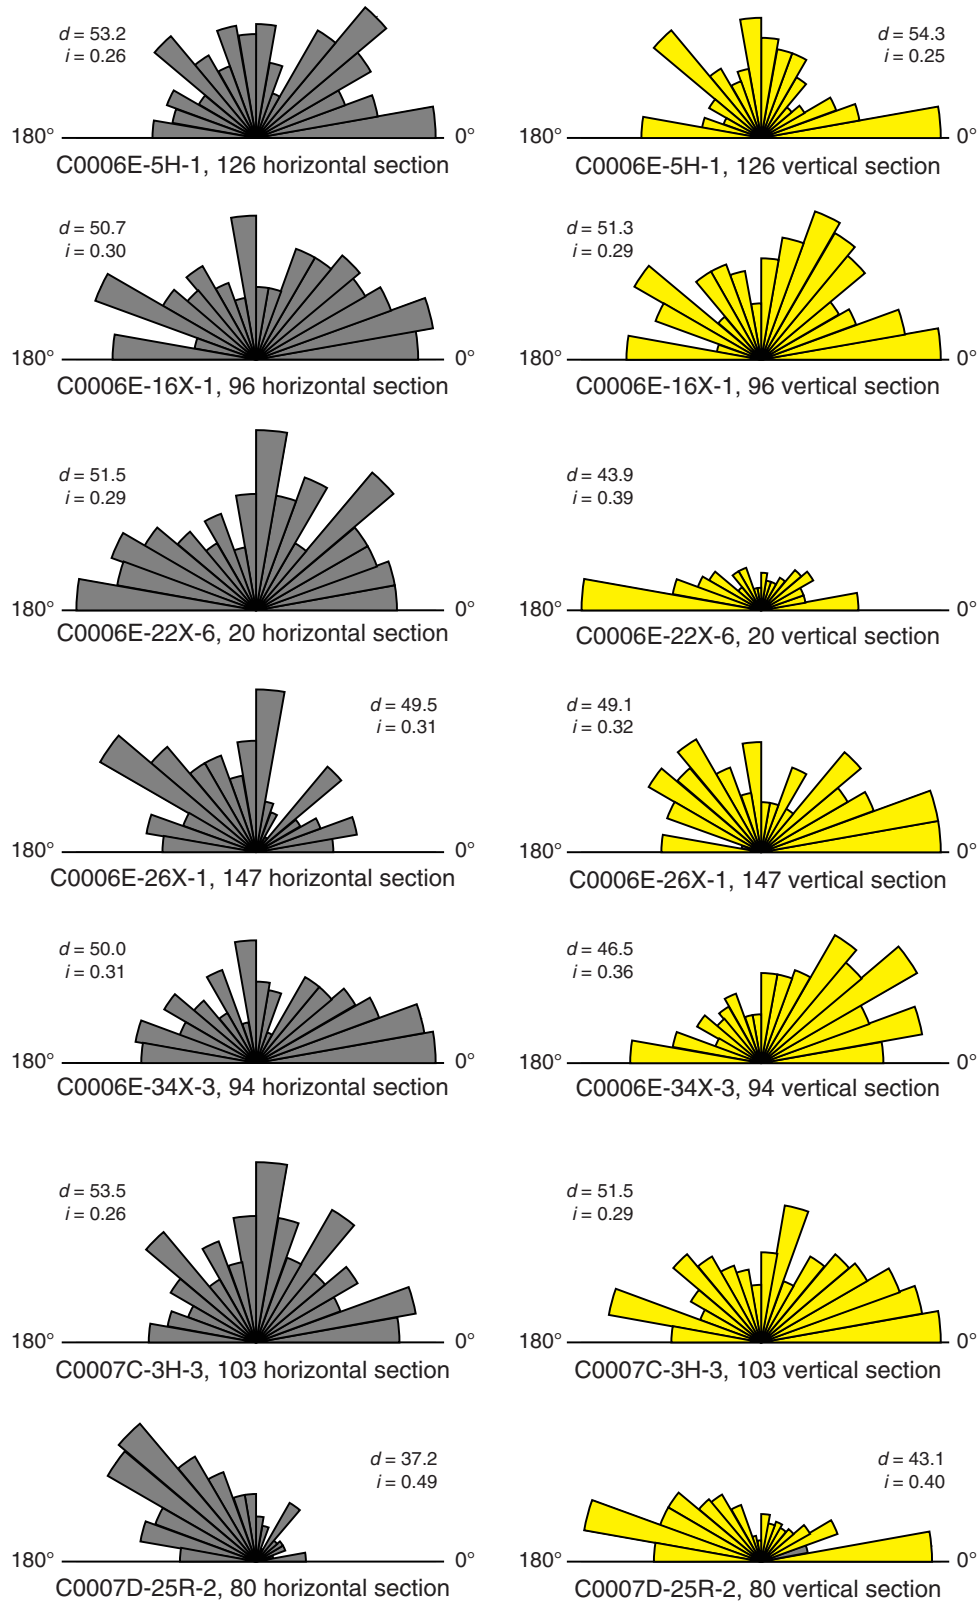 d = 53.2
i = 0.26
180°
0°
C0006E-5H-1, 126 horizontal section
d = 54.3
i = 0.25
180°
0°
C0006E-5H-1, 126 vertical section
d = 50.7
i = 0.30
180°
0°
C0006E-16X-1, 96 horizontal section
d = 51.3
i = 0.29
180°
0°
C0006E-16X-1, 96 vertical section
d = 51.5
i = 0.29
180°
0°
C0006E-22X-6, 20 horizontal section
d = 43.9
i = 0.39
180°
0°
C0006E-22X-6, 20 vertical section
d = 49.5
i = 0.31
180°
0°
C0006E-26X-1, 147 horizontal section
d = 49.1
i = 0.32
180°
0°
C0006E-26X-1, 147 vertical section
d = 50.0
i = 0.31
180°
0°
C0006E-34X-3, 94 horizontal section
d = 46.5
i = 0.36
180°
0°
C0006E-34X-3, 94 vertical section
d = 53.5
i = 0.26
180°
0°
C0007C-3H-3, 103 horizontal section
d = 51.5
i = 0.29
180°
0°
C0007C-3H-3, 103 vertical section
d = 37.2
i = 0.49
180°
0°
C0007D-25R-2, 80 horizontal section
d = 43.1
i = 0.40
180°
0°
C0007D-25R-2, 80 vertical section